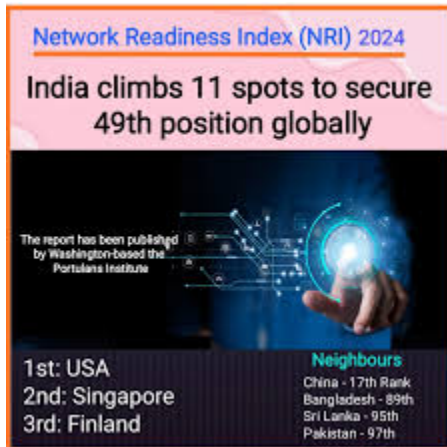 Network Readiness Index (NRI) 2024
India climbs 11 spots to secure
49th position globally
The report has been published
by Washington-based the
Portulans Institute
1st: USA
2nd: Singapore
3rd: Finland
Neighbours
China - 17th Rank
Bangladesh - 89th
Sri Lanka - 95th
Pakistan - 97th